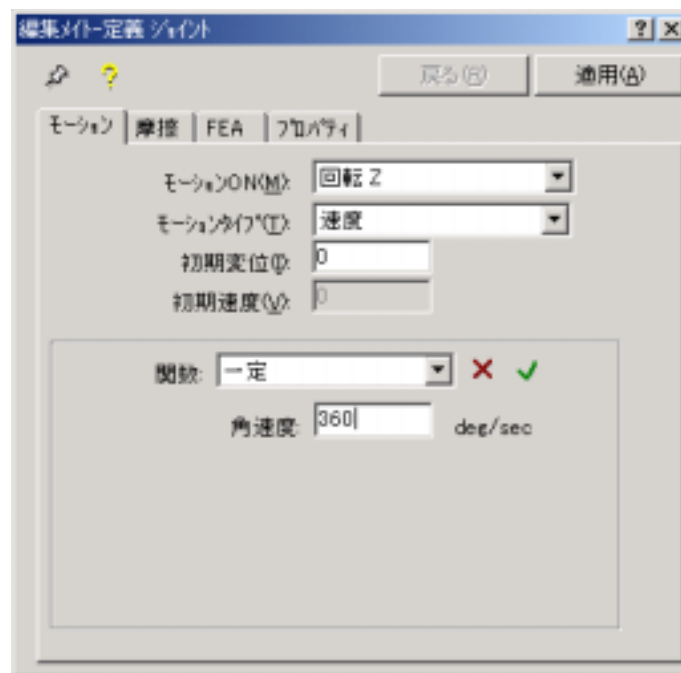 編集メイト-定義 ジョイント
戻る(R) 適用(A)
モーション 摩擦 FEA プロパティ
モーションON(M): 回転 Z
モーションタイプ(T): 速度
初期変位(I): 0
初期速度(V): 0
関数: 一定
角速度: 360 deg/sec